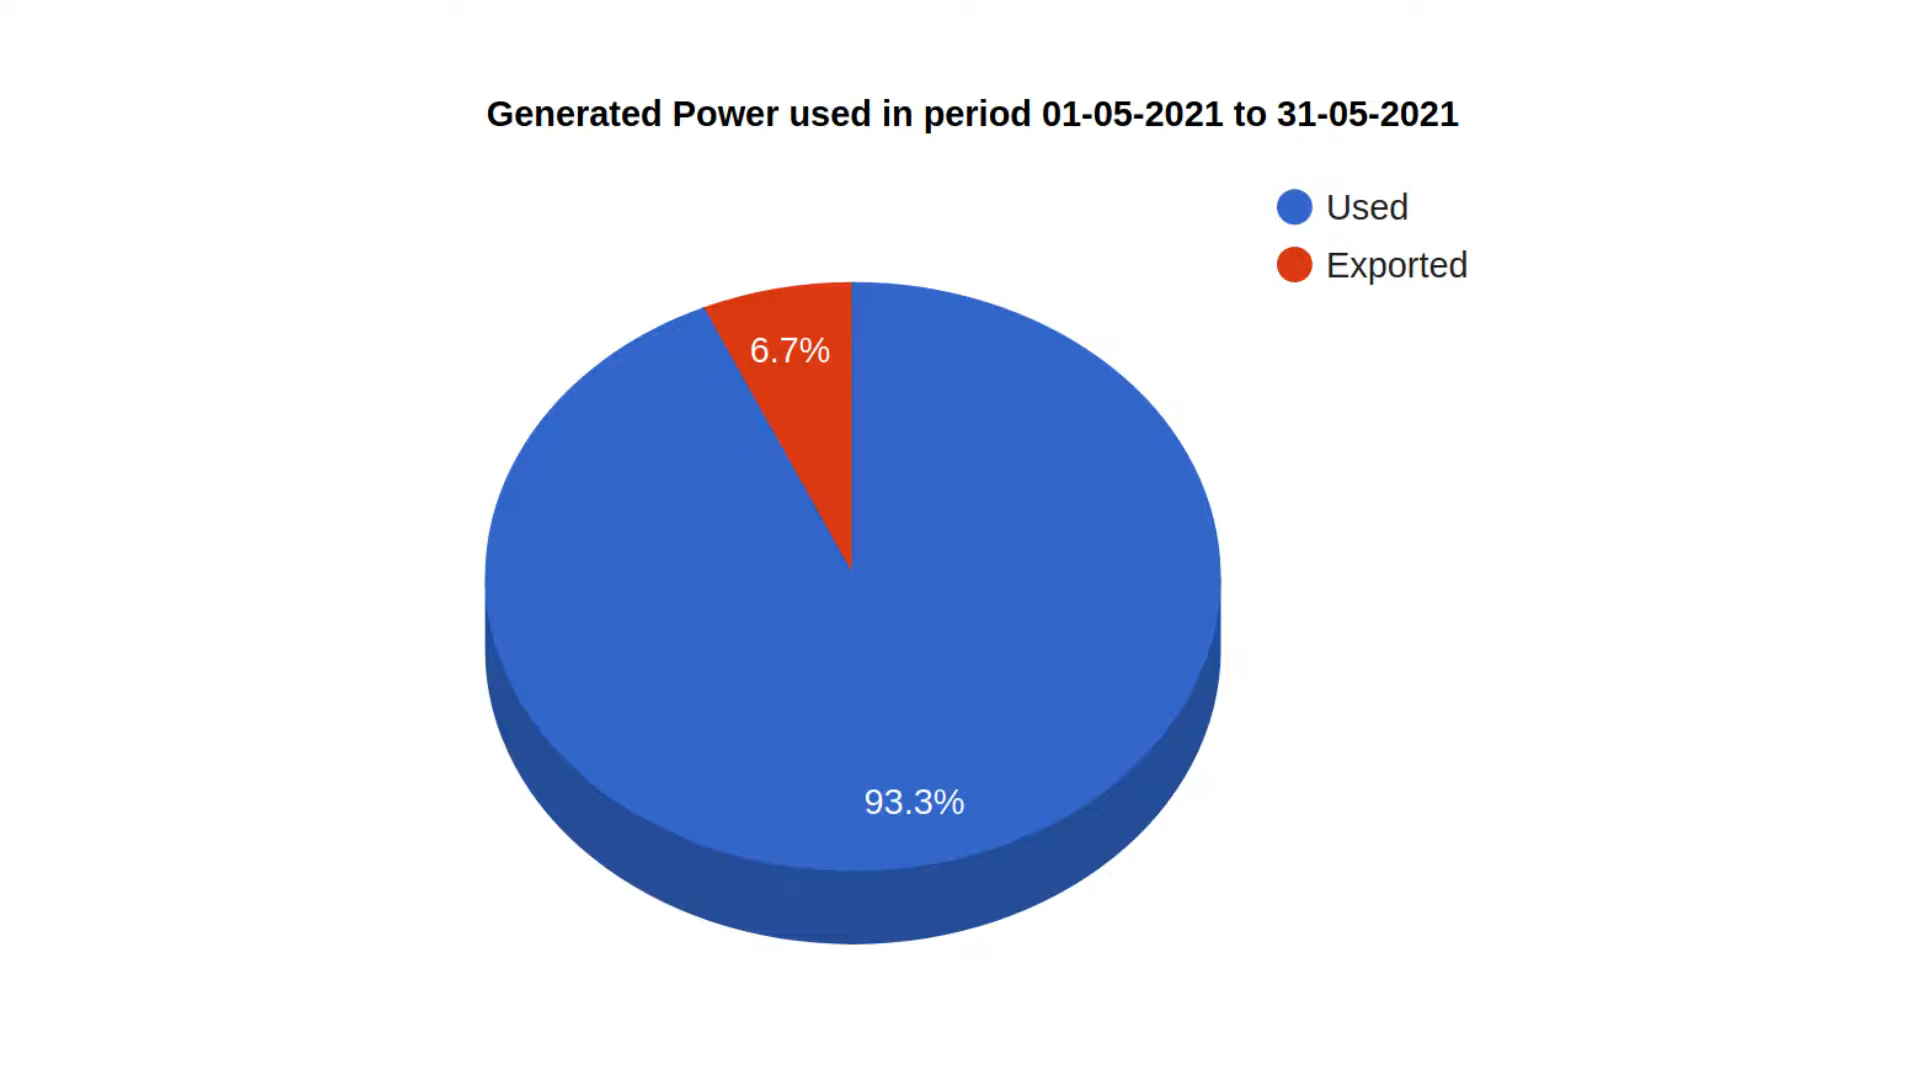 Generated Power used in period 01-05-2021 to 31-05-2021
Used
Exported
6.7%
93.3%